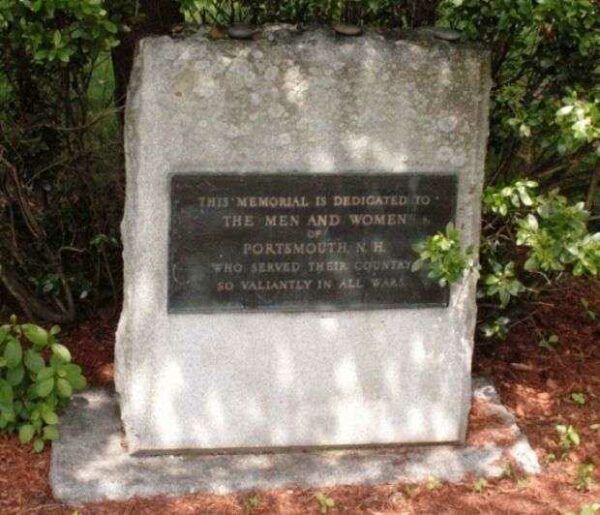 THIS MEMORIAL IS DEDICATED TO
THE MEN AND WOMEN
OF
PORTSMOUTH, N. H.
WHO SERVED THEIR COUNTRY
SO VALIANTLY IN ALL WARS